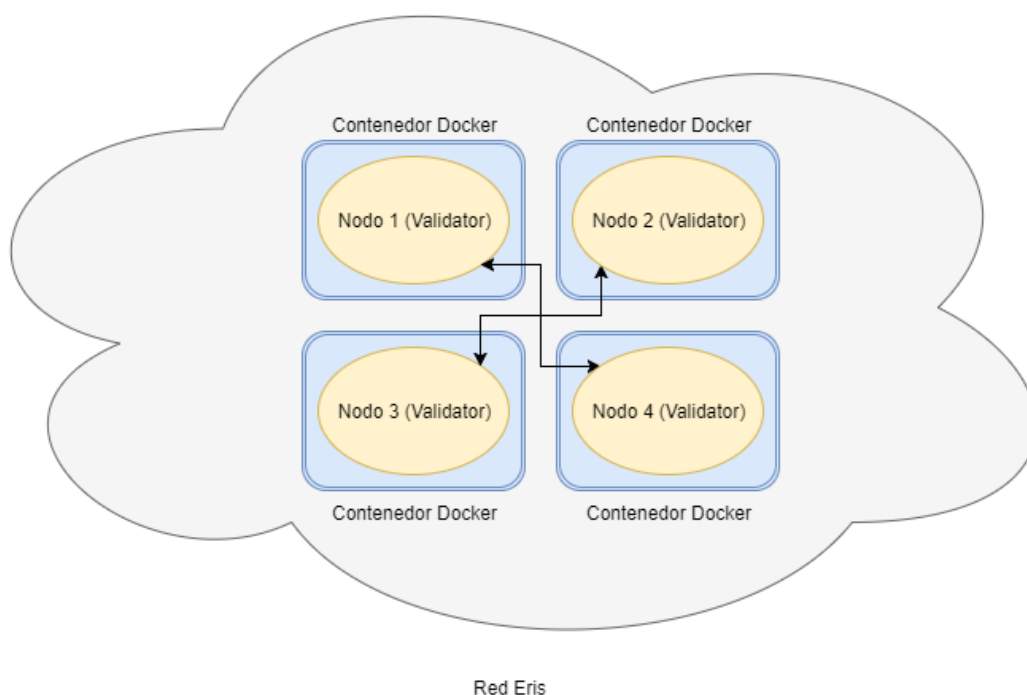 Contenedor Docker
Contenedor Docker
Nodo 1 (Validator)
Nodo 2 (Validator)
Nodo 3 (Validator)
Nodo 4 (Validator)
Contenedor Docker
Contenedor Docker
Red Eris